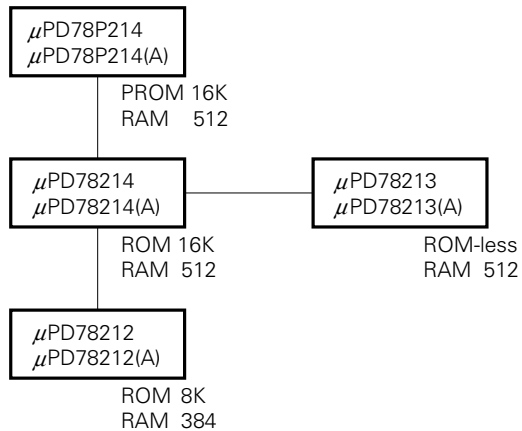 μPD78P214
μPD78P214(A)
PROM 16K
RAM 512
μPD78214
μPD78214(A)
ROM 16K
RAM 512
μPD78213
μPD78213(A)
ROM-less
RAM 512
μPD78212
μPD78212(A)
ROM 8K
RAM 384